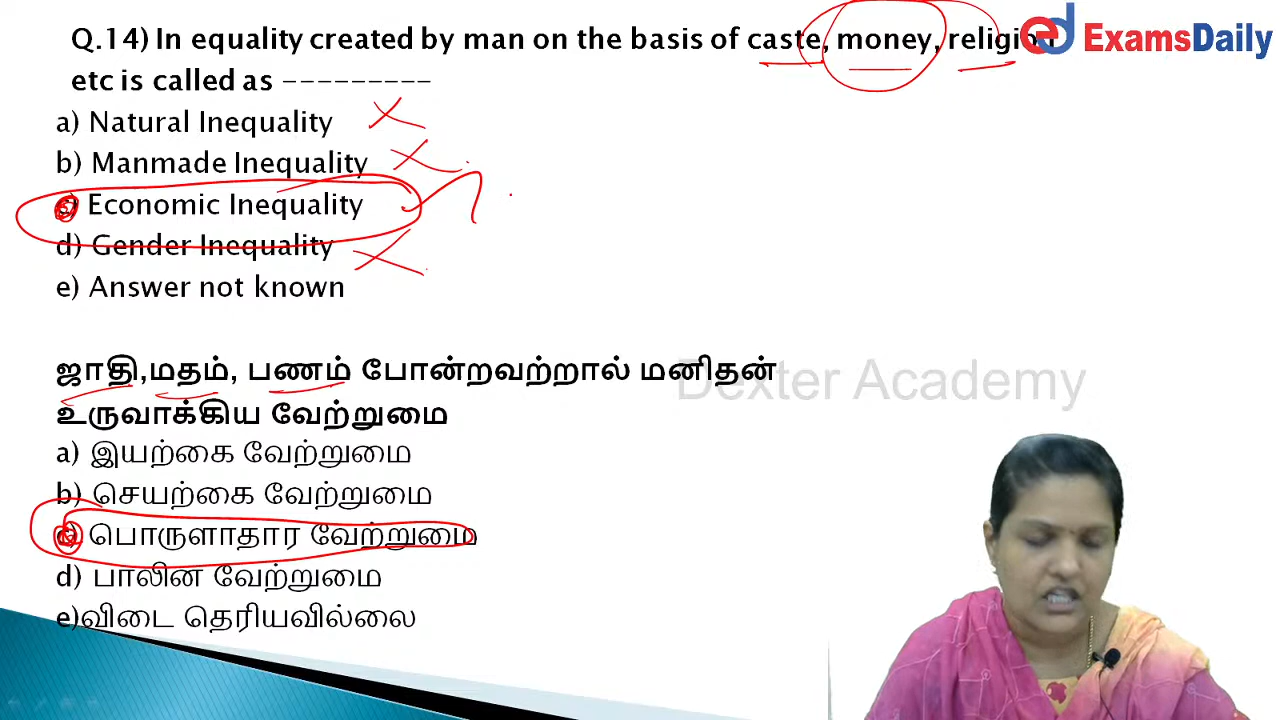 Q.14) In equality created by man on the basis of caste, money, religion
etc is called as ---------
a) Natural Inequality
b) Manmade Inequality
c) Economic Inequality
d) Gender Inequality
e) Answer not known
ஜாதி,மதம், பணம் போன்றவற்றால் மனிதன்
உருவாக்கிய வேற்றுமை
a) இயற்கை வேற்றுமை
b) செயற்கை வேற்றுமை
c) பொருளாதார வேற்றுமை
d) பாலின வேற்றுமை
e)விடை தெரியவில்லை
ed ExamsDaily
Dexter Academy